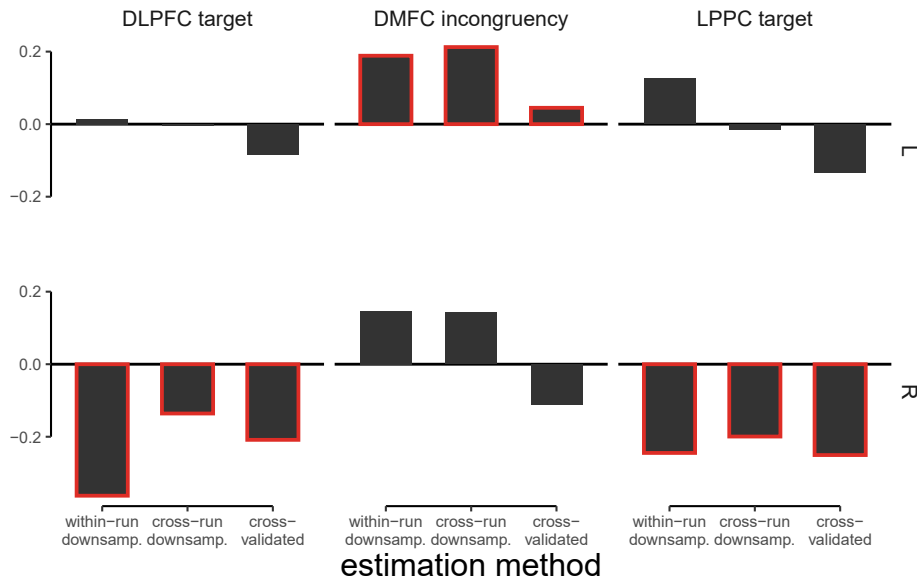 DLPFC target DMFC incongruency LPPC target
0.2
0.0
−0.2
L
0.2
0.0
−0.2
R
within−run cross−run cross− within−run cross−run cross− within−run cross−run cross−
downsamp. downsamp. validated downsamp. downsamp. validated downsamp. downsamp. validated
estimation method